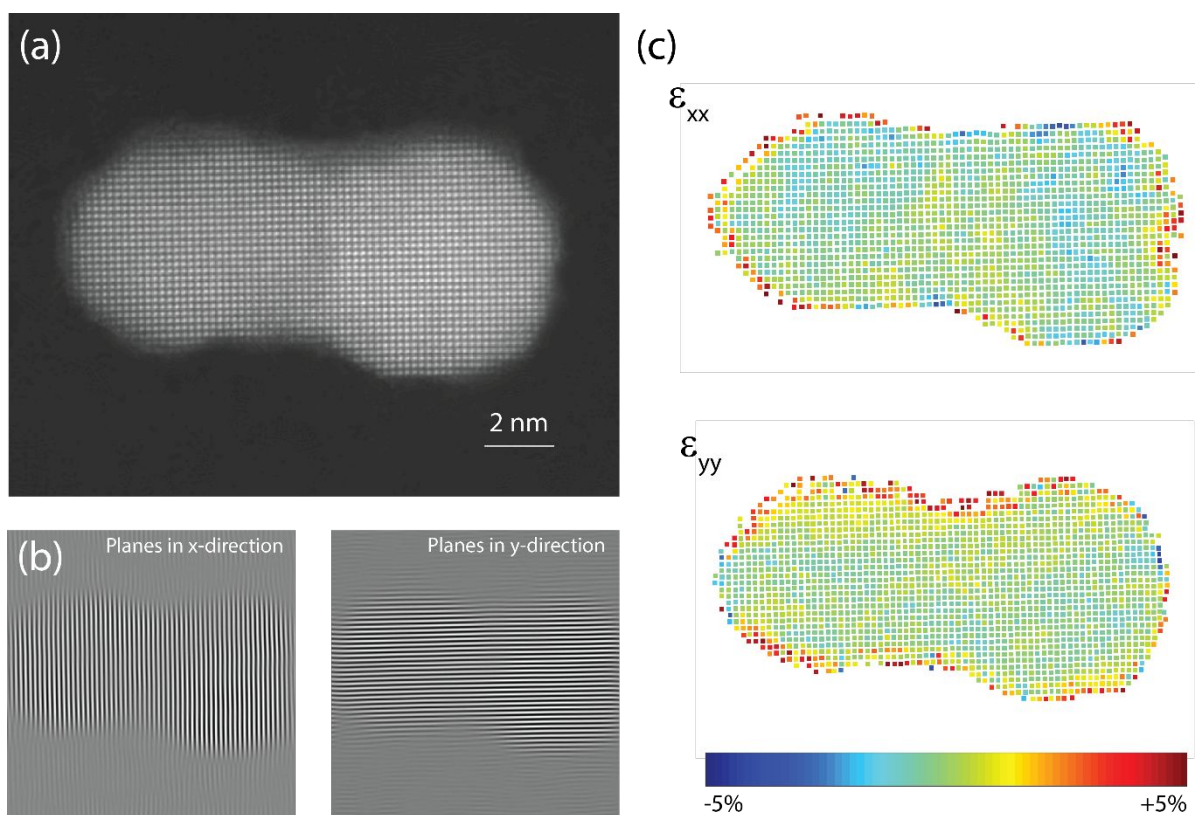 (a)
2 nm
(b)
Planes in x-direction
Planes in y-direction
(c)
εxx
εyy
-5%
+5%